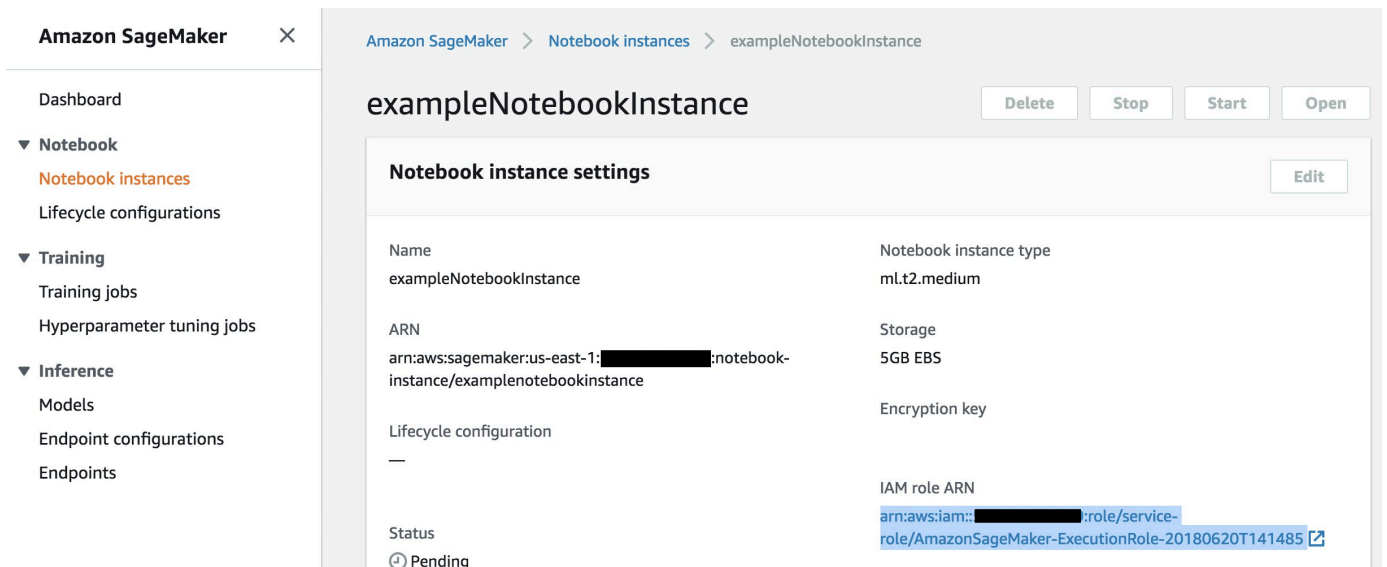 Amazon SageMaker
Dashboard
Notebook
Notebook instances
Lifecycle configurations
Training
Training jobs
Hyperparameter tuning jobs
Inference
Models
Endpoint configurations
Endpoints
Amazon SageMaker > Notebook instances > exampleNotebookInstance
exampleNotebookInstance
Delete Stop Start Open
Notebook instance settings
Edit
Name
exampleNotebookInstance
ARN
arn:aws:sagemaker:us-east-1: :notebook-
instance/examplenotebookinstance
Lifecycle configuration
—
Status
Pending
Notebook instance type
ml.t2.medium
Storage
5GB EBS
Encryption key
IAM role ARN
arn:aws:iam:: :role/service-
role/AmazonSageMaker-ExecutionRole-20180620T141485